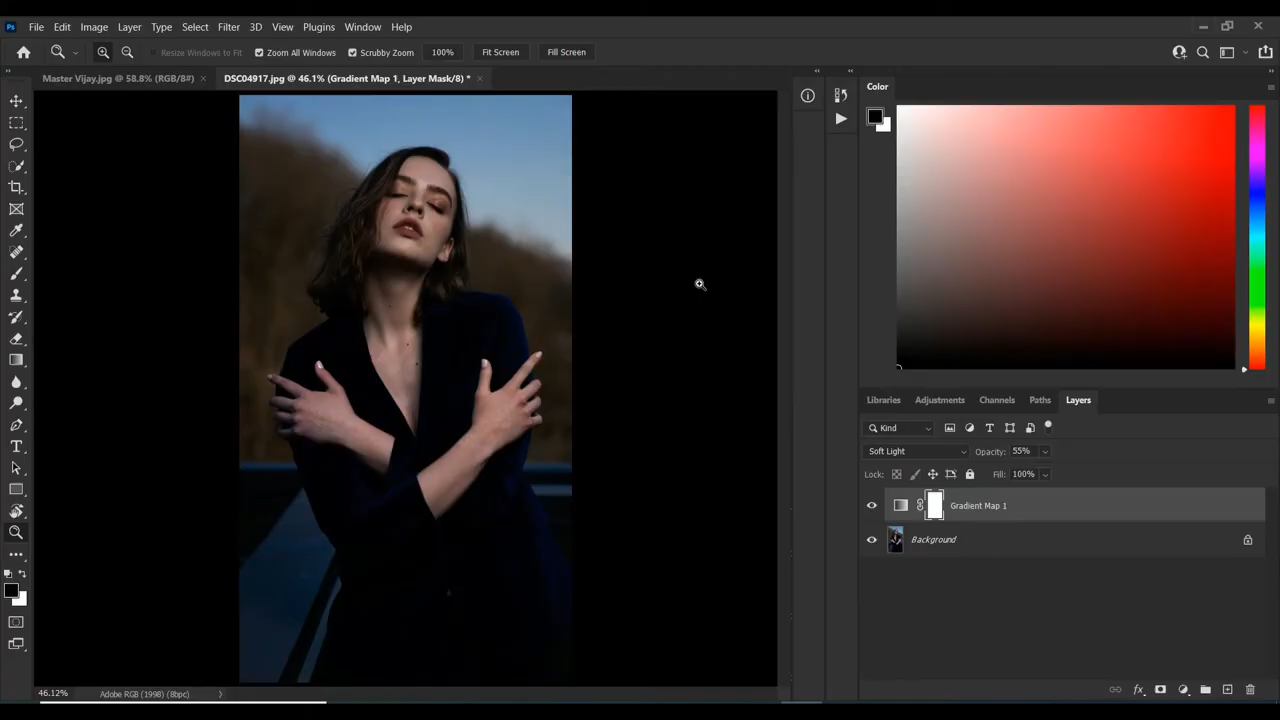 Ps File Edit Image Layer Type Select Filter 3D View Plugins Window Help
Resize Windows to Fit Zoom All Windows Scrubby Zoom 100% Fit Screen Fill Screen
Master Vijay.jpg @ 58.8% (RGB/8#) × DSC04917.jpg @ 46.1% (Gradient Map 1, Layer Mask/8) * ×
Color
Libraries Adjustments Channels Paths Layers
Kind
Soft Light Opacity: 55%
Lock: Fill: 100%
Gradient Map 1
Background
46.12% Adobe RGB (1998) (8bpc)